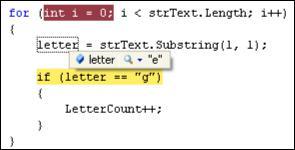 for (int i = 0; i < strText.Length; i++)
{
letter = strText.Substring(1, 1);
letter "e"
if (letter == "g")
{
LetterCount++;
}
}